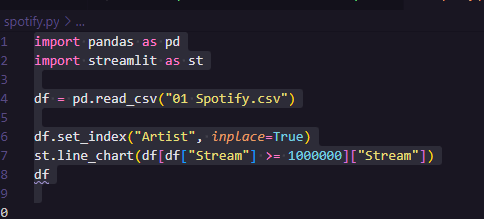 spotify.py > ...
1 import pandas as pd
2 import streamlit as st
3
4 df = pd.read_csv("01 Spotify.csv")
5
6 df.set_index("Artist", inplace=True)
7 st.line_chart(df[df["Stream"] >= 1000000]["Stream"])
8 df
9
0